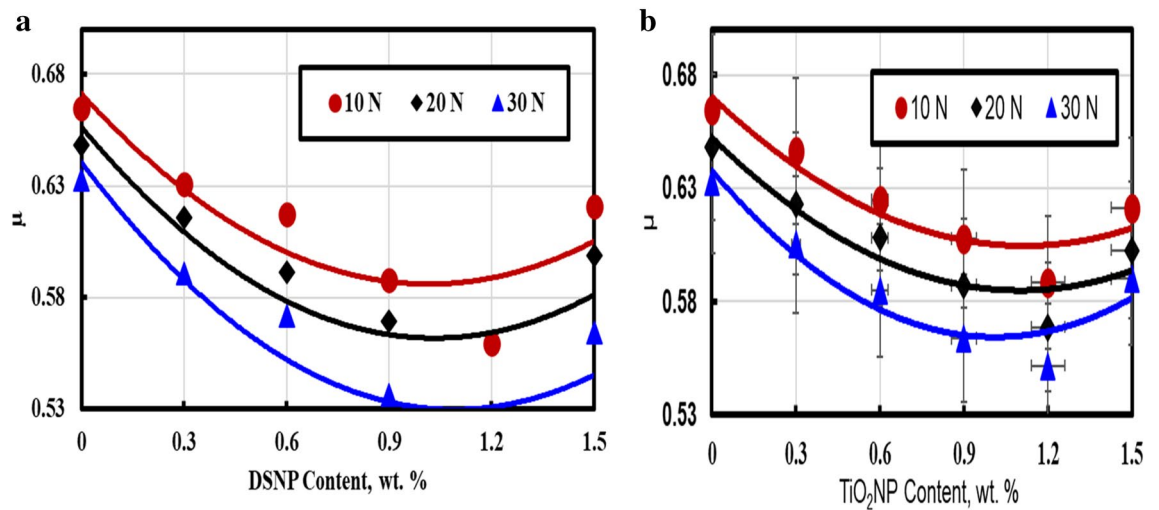 a
0.68
0.63
0.58
0.53
μ
10 N 20 N 30 N
0 0.3 0.6 0.9 1.2 1.5
DSNP Content, wt. %
b
0.68
0.63
0.58
0.53
μ
10 N 20 N 30 N
0 0.3 0.6 0.9 1.2 1.5
TiO₂NP Content, wt. %